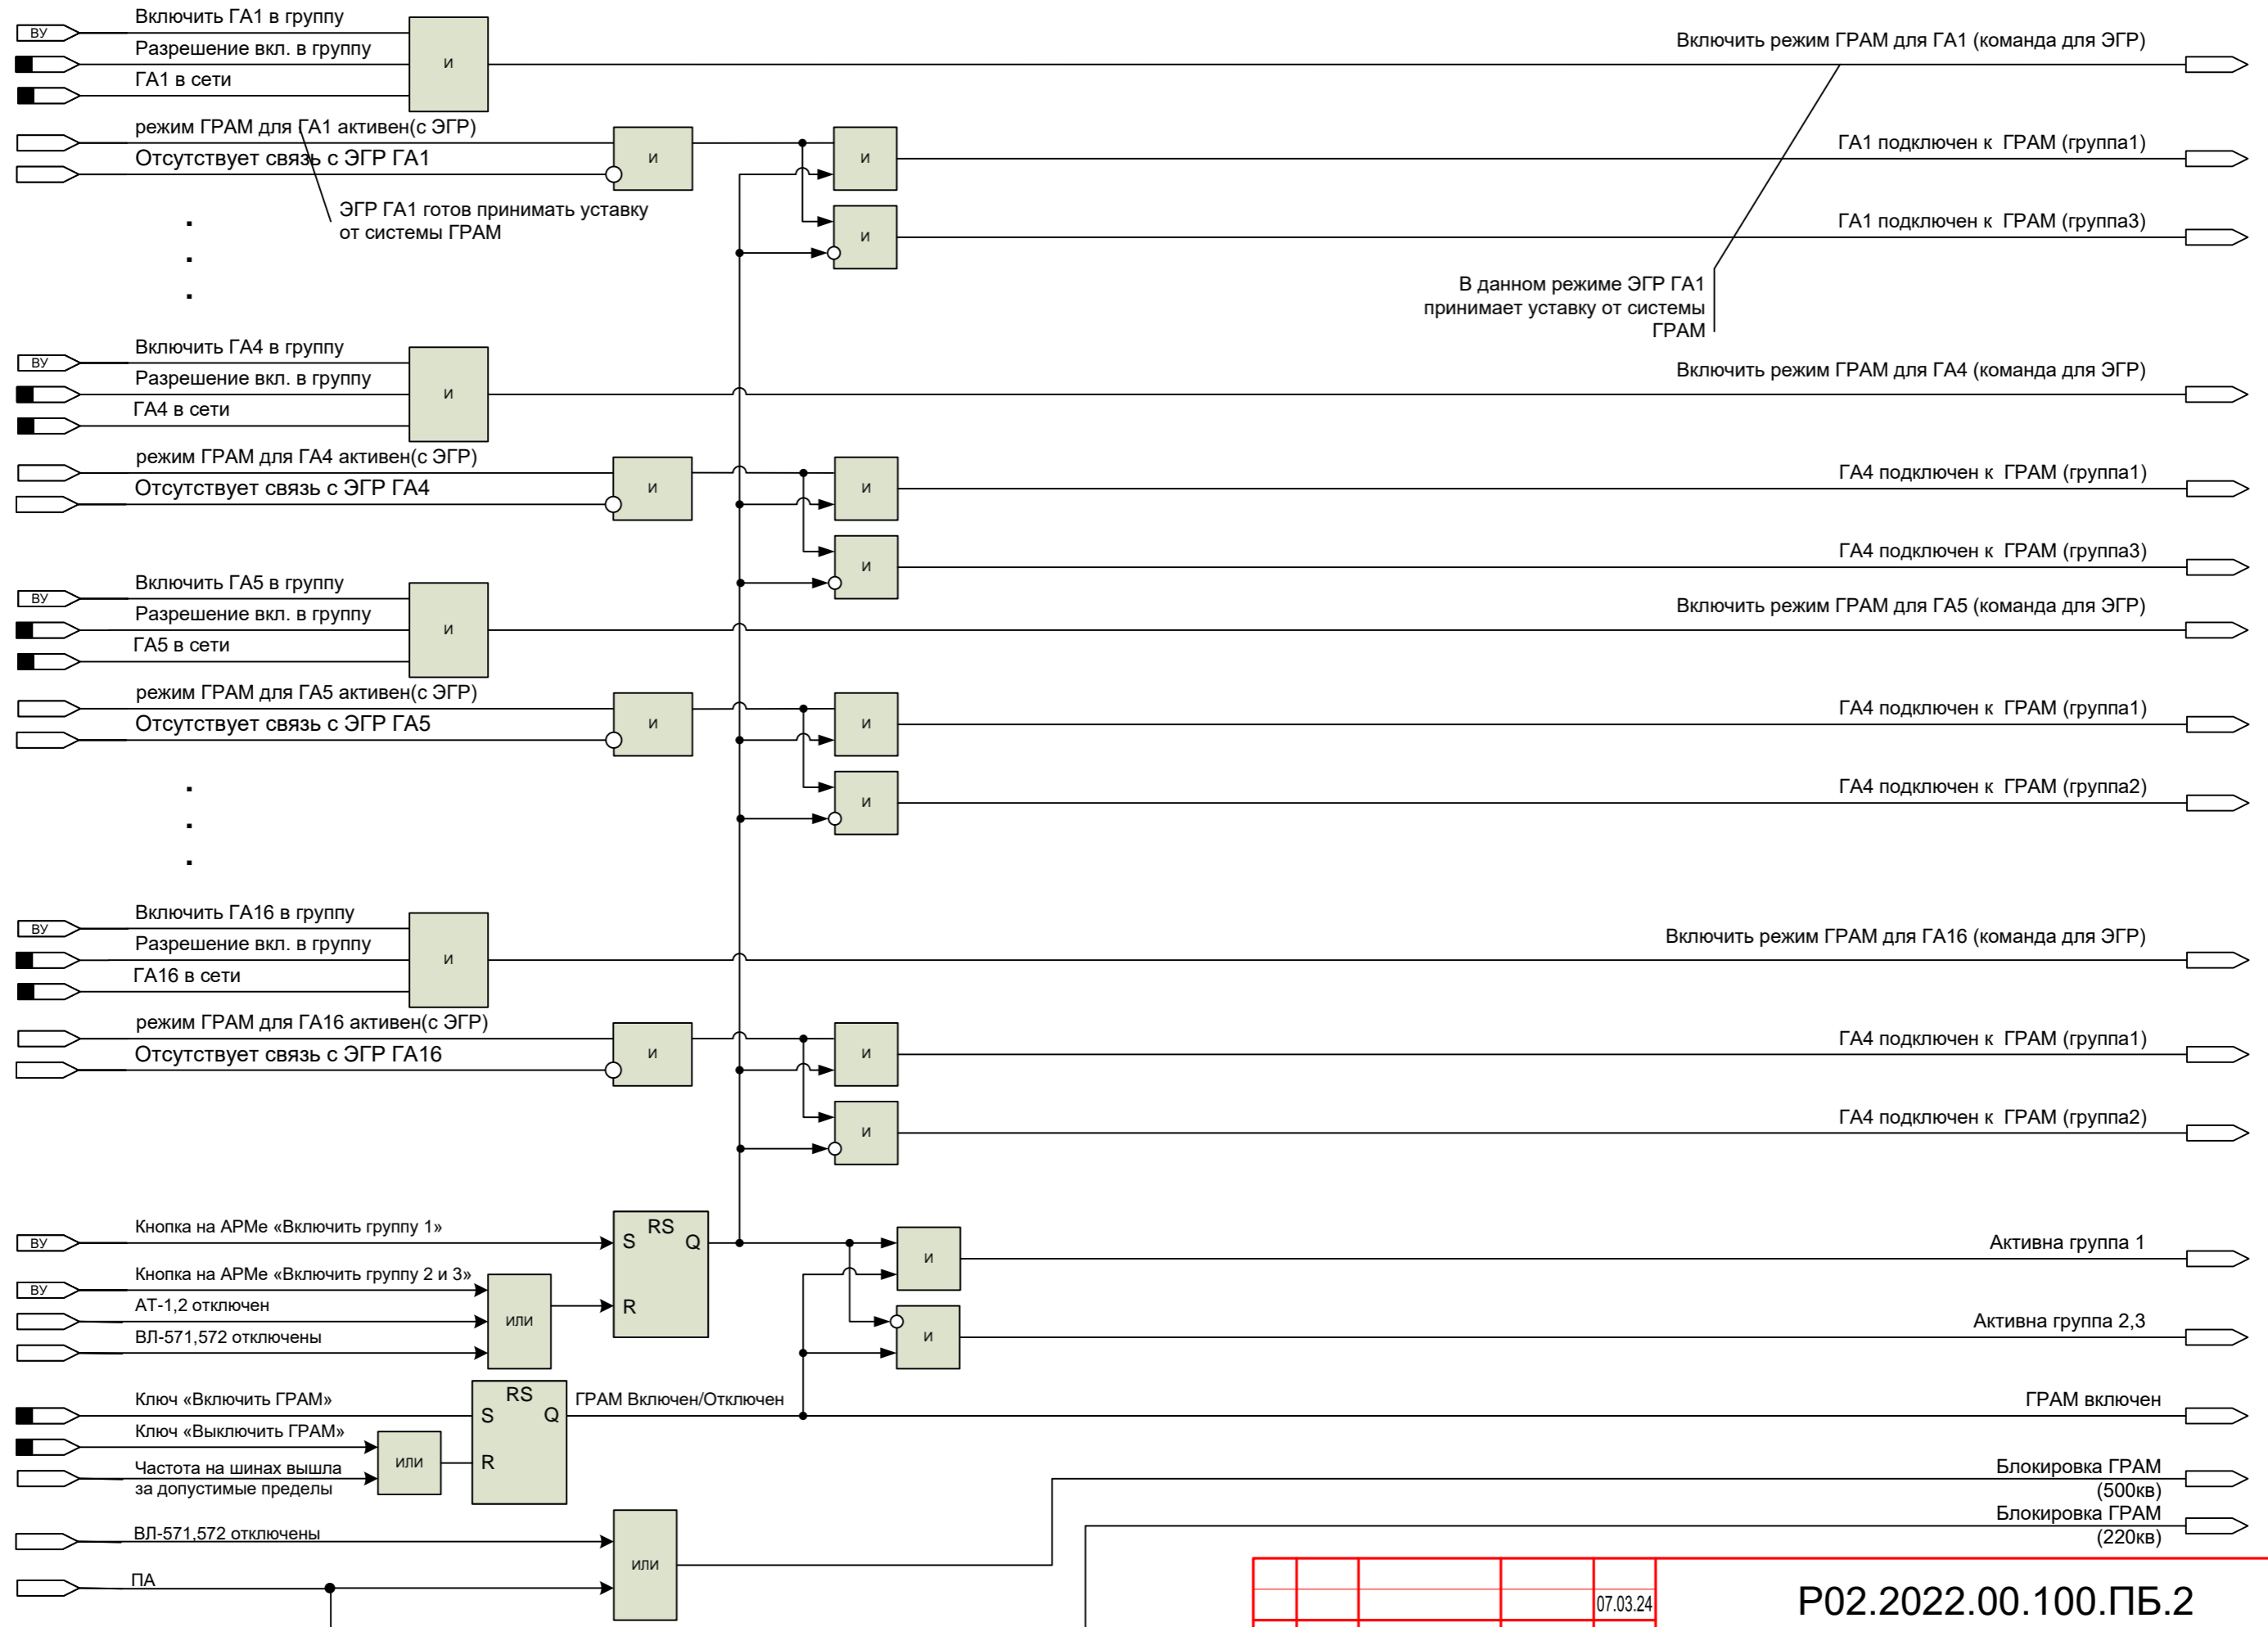 Включить ГА1 в группу
ВУ
Разрешение вкл. в группу
ГА1 в сети
И
Включить режим ГРАМ для ГА1 (команда для ЭГР)
режим ГРАМ для ГА1 активен(с ЭГР)
Отсутствует связь с ЭГР ГА1
И
И
ГА1 подключен к ГРАМ (группа1)
ЭГР ГА1 готов принимать уставку
от системы ГРАМ
И
ГА1 подключен к ГРАМ (группа3)
В данном режиме ЭГР ГА1
принимает уставку от системы
ГРАМ
Включить ГА4 в группу
ВУ
Разрешение вкл. в группу
ГА4 в сети
И
Включить режим ГРАМ для ГА4 (команда для ЭГР)
режим ГРАМ для ГА4 активен(с ЭГР)
Отсутствует связь с ЭГР ГА4
И
И
ГА4 подключен к ГРАМ (группа1)
И
ГА4 подключен к ГРАМ (группа3)
Включить ГА5 в группу
ВУ
Разрешение вкл. в группу
ГА5 в сети
И
Включить режим ГРАМ для ГА5 (команда для ЭГР)
режим ГРАМ для ГА5 активен(с ЭГР)
Отсутствует связь с ЭГР ГА5
И
И
ГА4 подключен к ГРАМ (группа1)
И
ГА4 подключен к ГРАМ (группа2)
Включить ГА16 в группу
ВУ
Разрешение вкл. в группу
ГА16 в сети
И
Включить режим ГРАМ для ГА16 (команда для ЭГР)
режим ГРАМ для ГА16 активен(с ЭГР)
Отсутствует связь с ЭГР ГА16
И
И
ГА4 подключен к ГРАМ (группа1)
И
ГА4 подключен к ГРАМ (группа2)
Кнопка на АРМе «Включить группу 1»
ВУ
Кнопка на АРМе «Включить группу 2 и 3»
ВУ
АТ-1,2 отключен
ВЛ-571,572 отключены
ИЛИ
RS
S
Q
R
И
Активна группа 1
И
Активна группа 2,3
Ключ «Включить ГРАМ»
Ключ «Выключить ГРАМ»
Частота на шинах вышла
за допустимые пределы
ИЛИ
RS
S
Q
R
ГРАМ Включен/Отключен
ГРАМ включен
Блокировка ГРАМ
(500кв)
Блокировка ГРАМ
(220кв)
ВЛ-571,572 отключены
ПА
ИЛИ
07.03.24
Р02.2022.00.100.ПБ.2